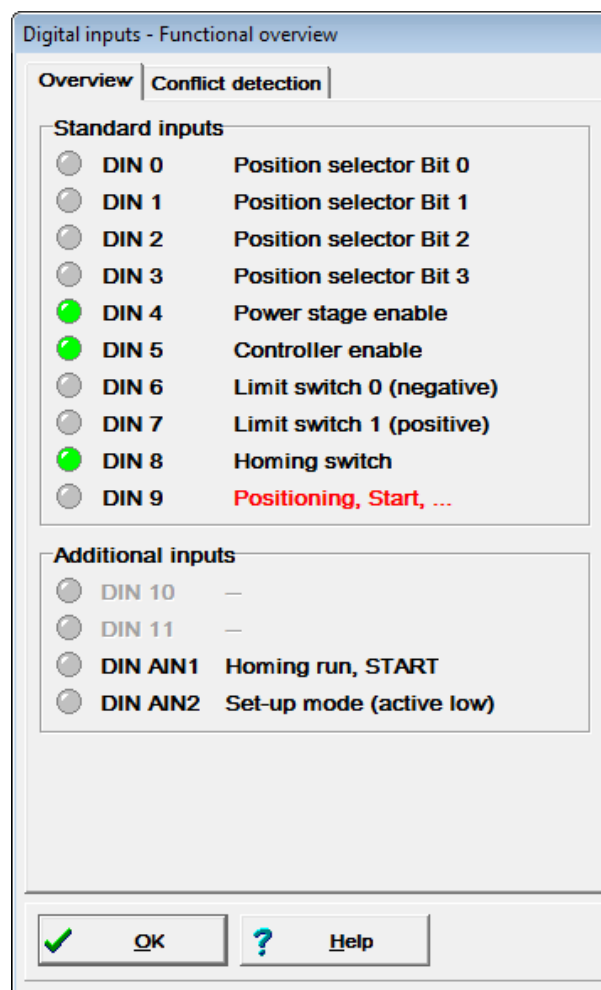 Digital inputs - Functional overview
Overview Conflict detection
Standard inputs
DIN 0 Position selector Bit 0
DIN 1 Position selector Bit 1
DIN 2 Position selector Bit 2
DIN 3 Position selector Bit 3
DIN 4 Power stage enable
DIN 5 Controller enable
DIN 6 Limit switch 0 (negative)
DIN 7 Limit switch 1 (positive)
DIN 8 Homing switch
DIN 9 Positioning, Start, ...
Additional inputs
DIN 10 –
DIN 11 –
DIN AIN1 Homing run, START
DIN AIN2 Set-up mode (active low)
OK ? Help